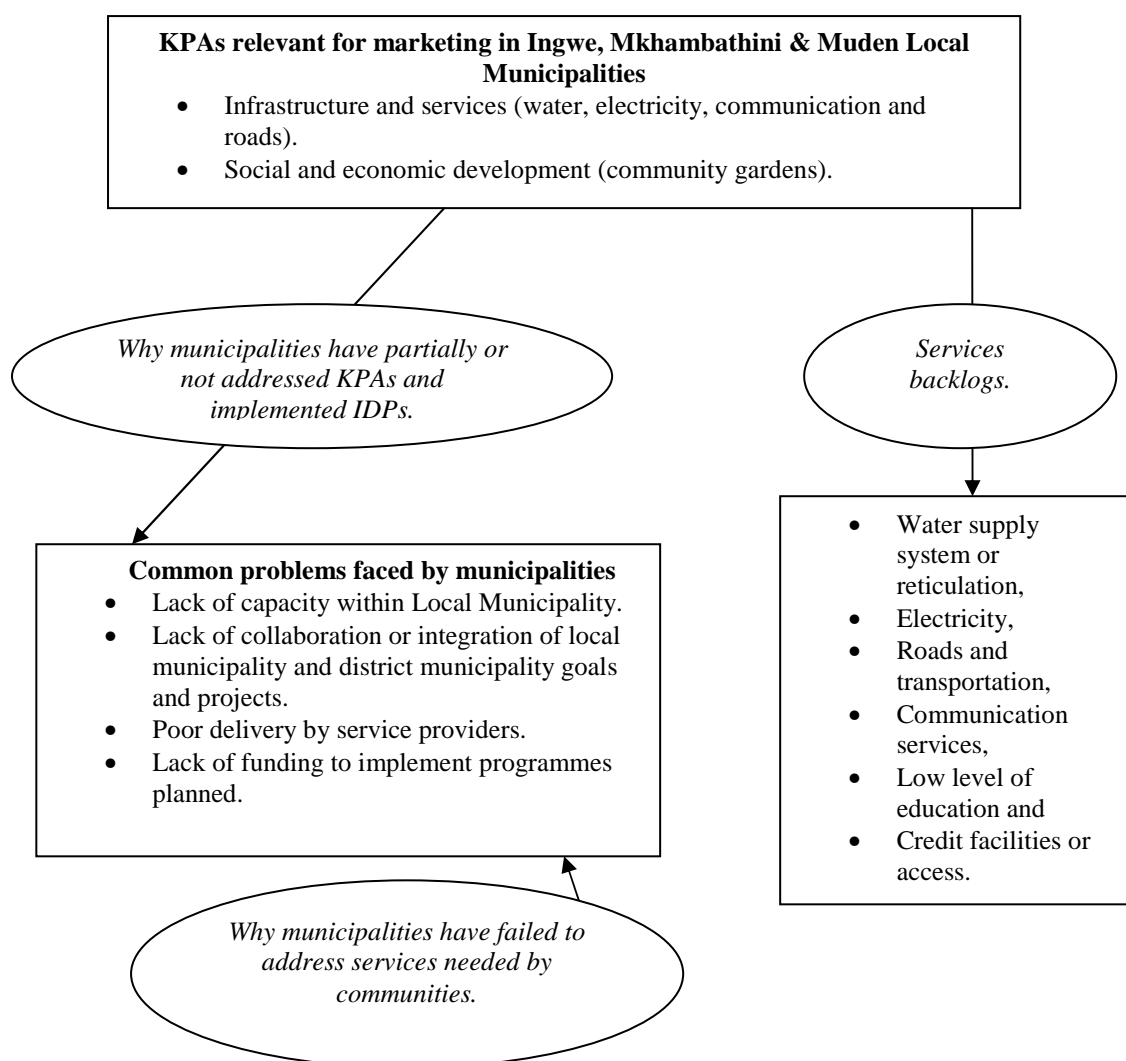 KPAs relevant for marketing in Ingwe, Mkhambathini & Muden Local
Municipalities
• Infrastructure and services (water, electricity, communication and
roads).
• Social and economic development (community gardens).
Why municipalities have partially or
not addressed KPAs and
implemented IDPs.
Services
backlogs.
Common problems faced by municipalities
• Lack of capacity within Local Municipality.
• Lack of collaboration or integration of local
municipality and district municipality goals
and projects.
• Poor delivery by service providers.
• Lack of funding to implement programmes
planned.
• Water supply
system or
reticulation,
• Electricity,
• Roads and
transportation,
• Communication
services,
• Low level of
education and
• Credit facilities or
access.
Why municipalities have failed to
address services needed by
communities.